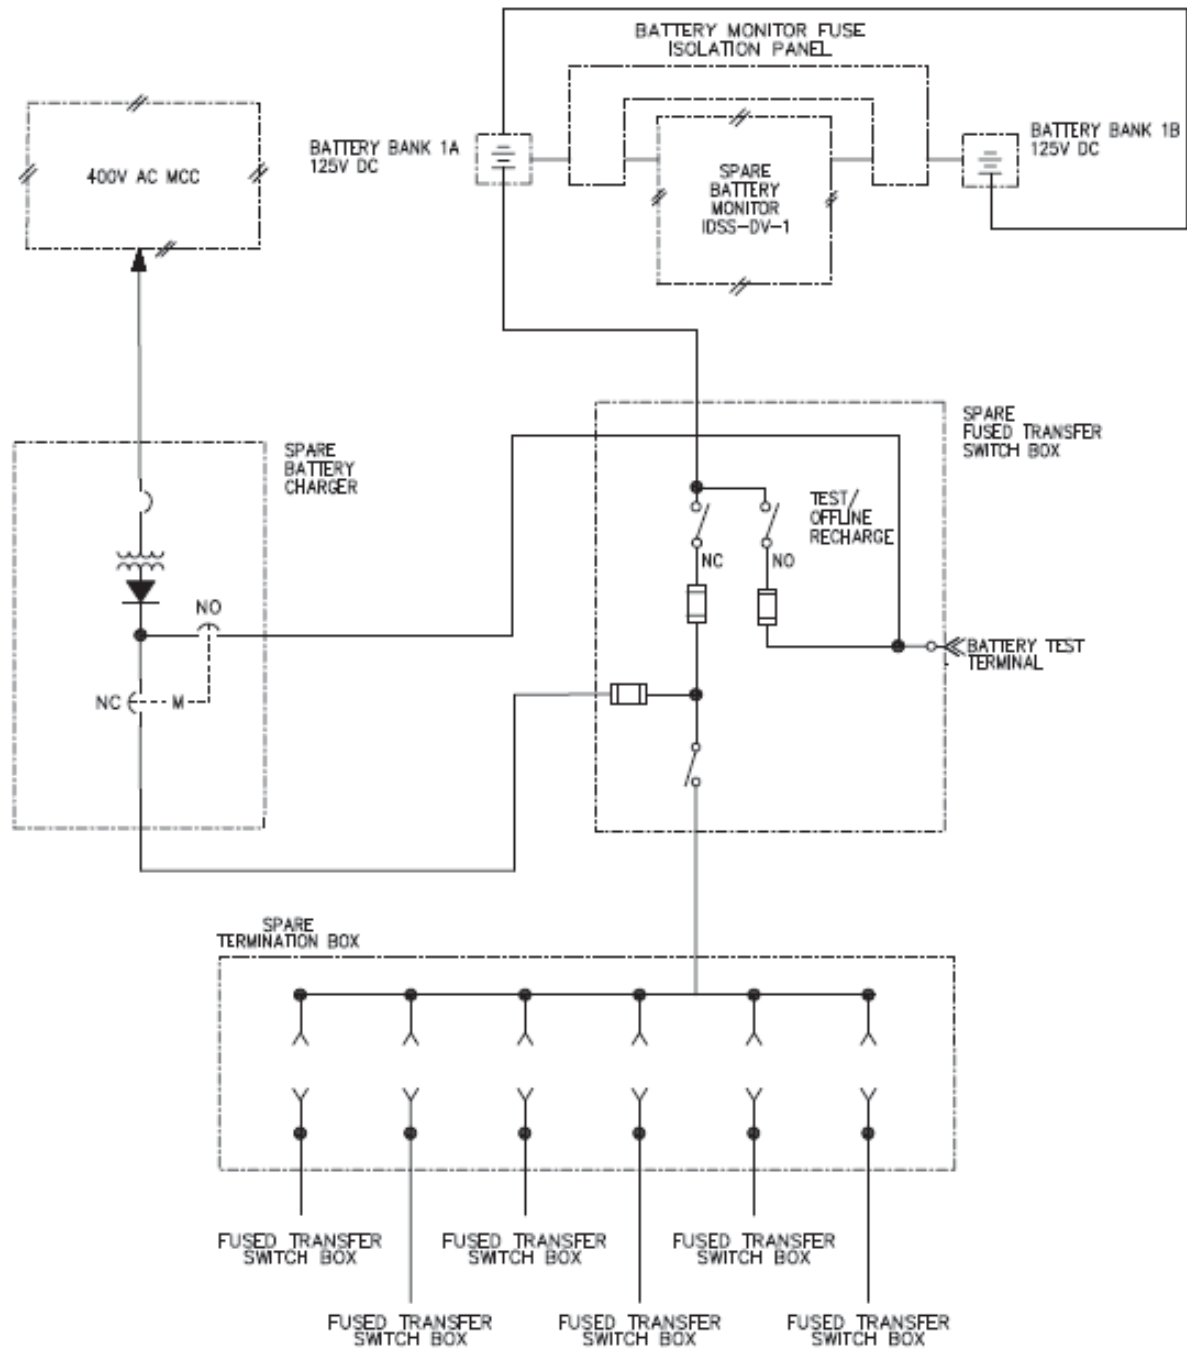 BATTERY MONITOR FUSE
ISOLATION PANEL
400V AC MCC
BATTERY BANK 1A
125V DC
SPARE
BATTERY
MONITOR
IDSS-DV-1
BATTERY BANK 1B
125V DC
SPARE
BATTERY
CHARGER
SPARE
FUSED TRANSFER
SWITCH BOX
TEST/
OFFLINE
RECHARGE
NC
NO
NO
NC
M
BATTERY TEST
TERMINAL
SPARE
TERMINATION BOX
FUSED TRANSFER
SWITCH BOX
FUSED TRANSFER
SWITCH BOX
FUSED TRANSFER
SWITCH BOX
FUSED TRANSFER
SWITCH BOX
FUSED TRANSFER
SWITCH BOX
FUSED TRANSFER
SWITCH BOX